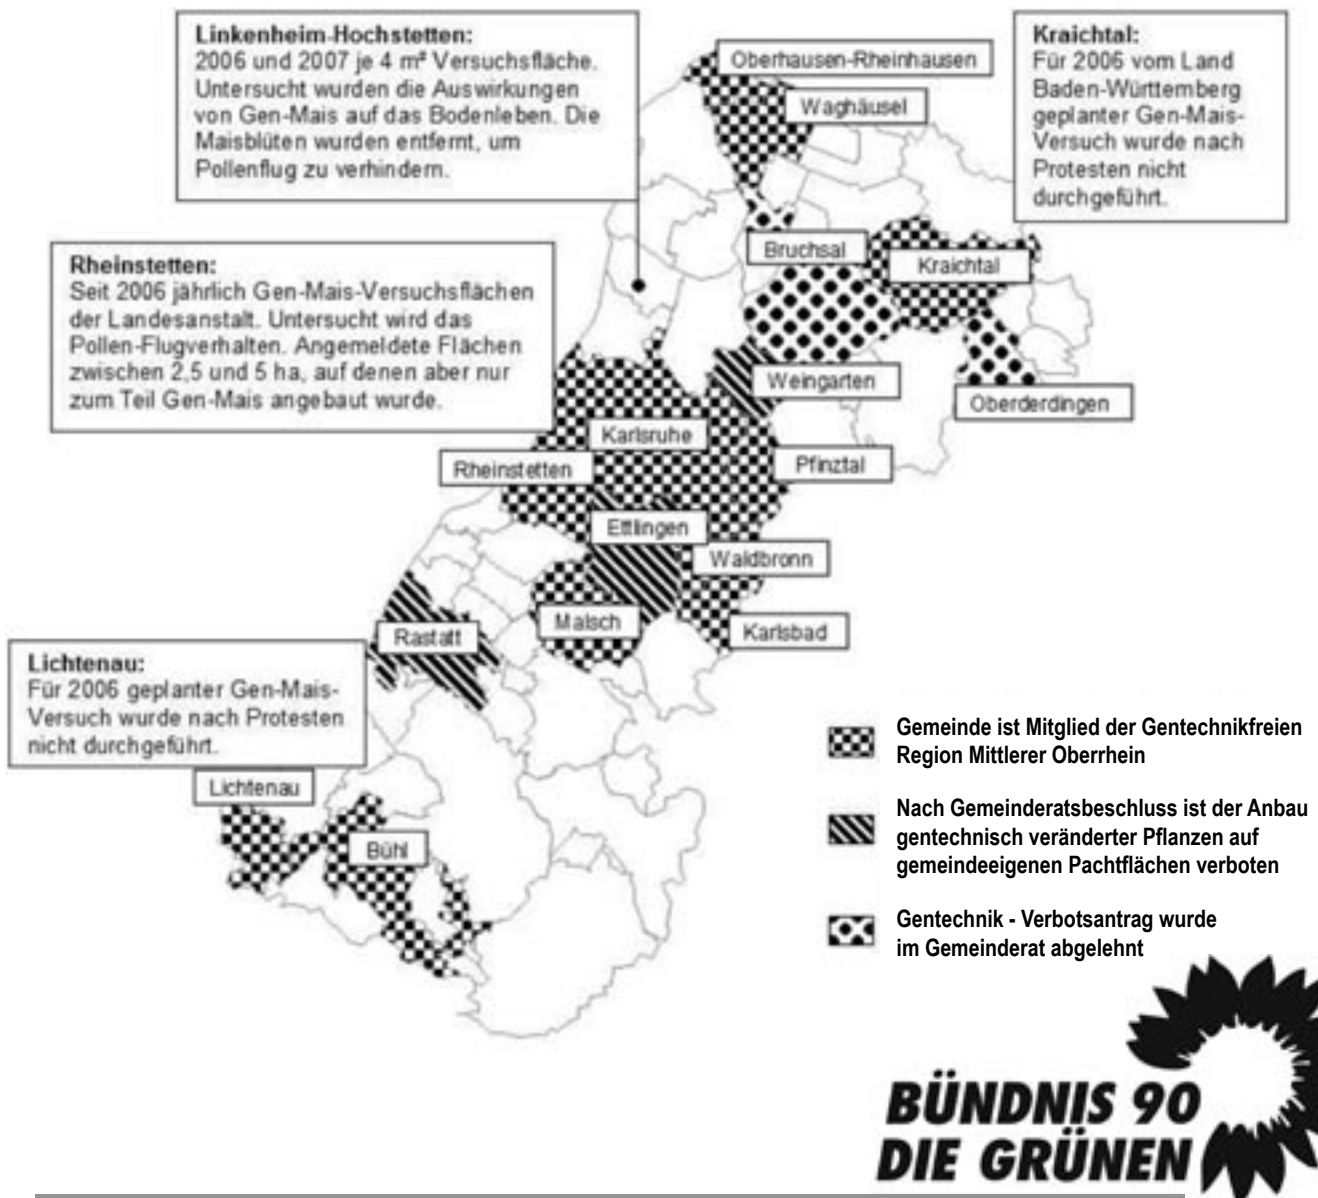 Linkenheim-Hochstetten:
2006 und 2007 je 4 m² Versuchsfläche.
Untersucht wurden die Auswirkungen
von Gen-Mais auf das Bodenleben. Die
Maisblüten wurden entfernt, um
Pollenflug zu verhindern.
Oberhausen-Rheinhausen
Waghäusel
Kraichtal:
Für 2006 vom Land
Baden-Württemberg
geplanter Gen-Mais-
Versuch wurde nach
Protesten nicht
durchgeführt.
Bruchsal
Kraichtal
Rheinstetten:
Seit 2006 jährlich Gen-Mais-Versuchsflächen
der Landesanstalt. Untersucht wird das
Pollen-Flugverhalten. Angemeldete Flächen
zwischen 2,5 und 5 ha, auf denen aber nur
zum Teil Gen-Mais angebaut wurde.
Weingarten
Oberderdingen
Karlsruhe
Rheinstetten
Pfinztal
Ettlingen
Waldbronn
Malsch
Karlsbad
Rastatt
Lichtenau:
Für 2006 geplanter Gen-Mais-
Versuch wurde nach Protesten
nicht durchgeführt.
Lichtenau
Bühl
Gemeinde ist Mitglied der Gentechnikfreien
Region Mittlerer Oberrhein
Nach Gemeinderatsbeschluss ist der Anbau
gentechnisch veränderter Pflanzen auf
gemeindeeigenen Pachtflächen verboten
Gentechnik - Verbotsantrag wurde
im Gemeinderat abgelehnt
BÜNDNIS 90
DIE GRÜNEN